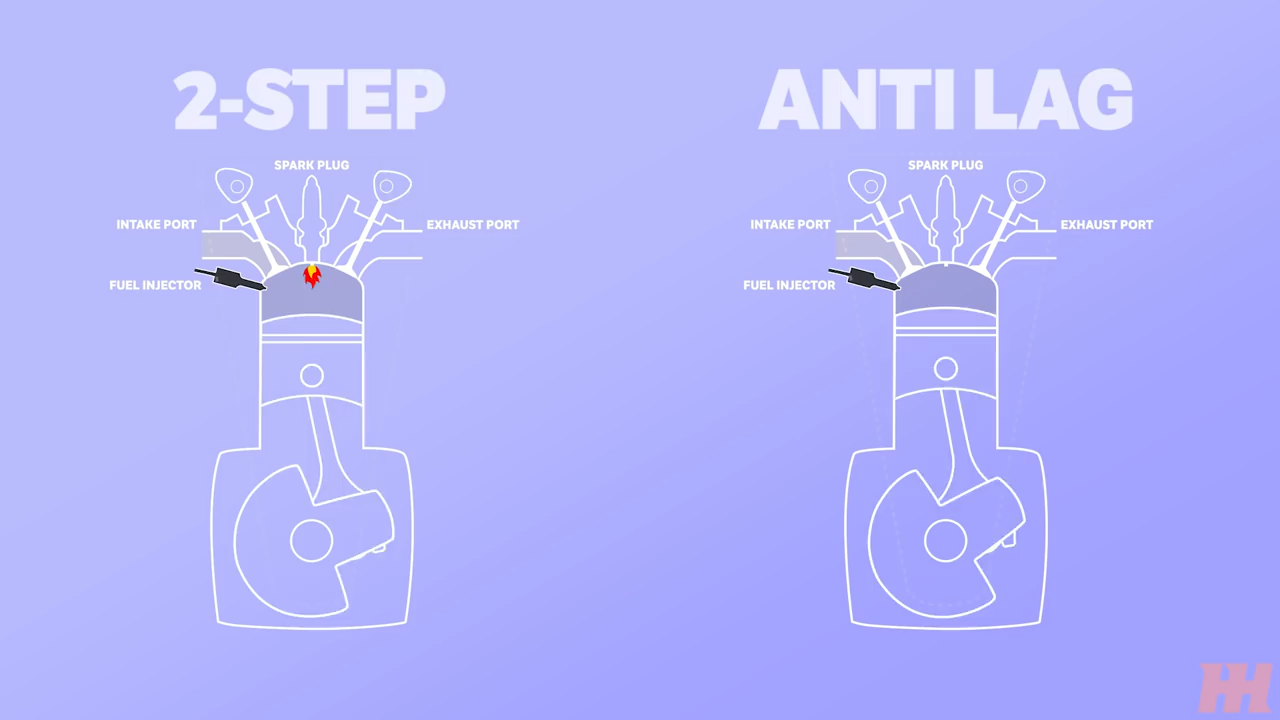 2-STEP
SPARK PLUG
INTAKE PORT
EXHAUST PORT
FUEL INJECTOR
ANTI LAG
SPARK PLUG
INTAKE PORT
EXHAUST PORT
FUEL INJECTOR
HH